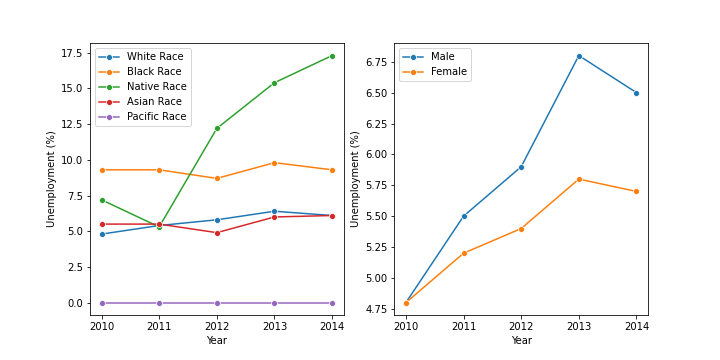 White Race
Black Race
Native Race
Asian Race
Pacific Race
17.5
15.0
12.5
10.0
7.5
5.0
2.5
0.0
Unemployment (%)
2010 2011 2012 2013 2014
Year
Male
Female
6.75
6.50
6.25
6.00
5.75
5.50
5.25
5.00
4.75
Unemployment (%)
2010 2011 2012 2013 2014
Year